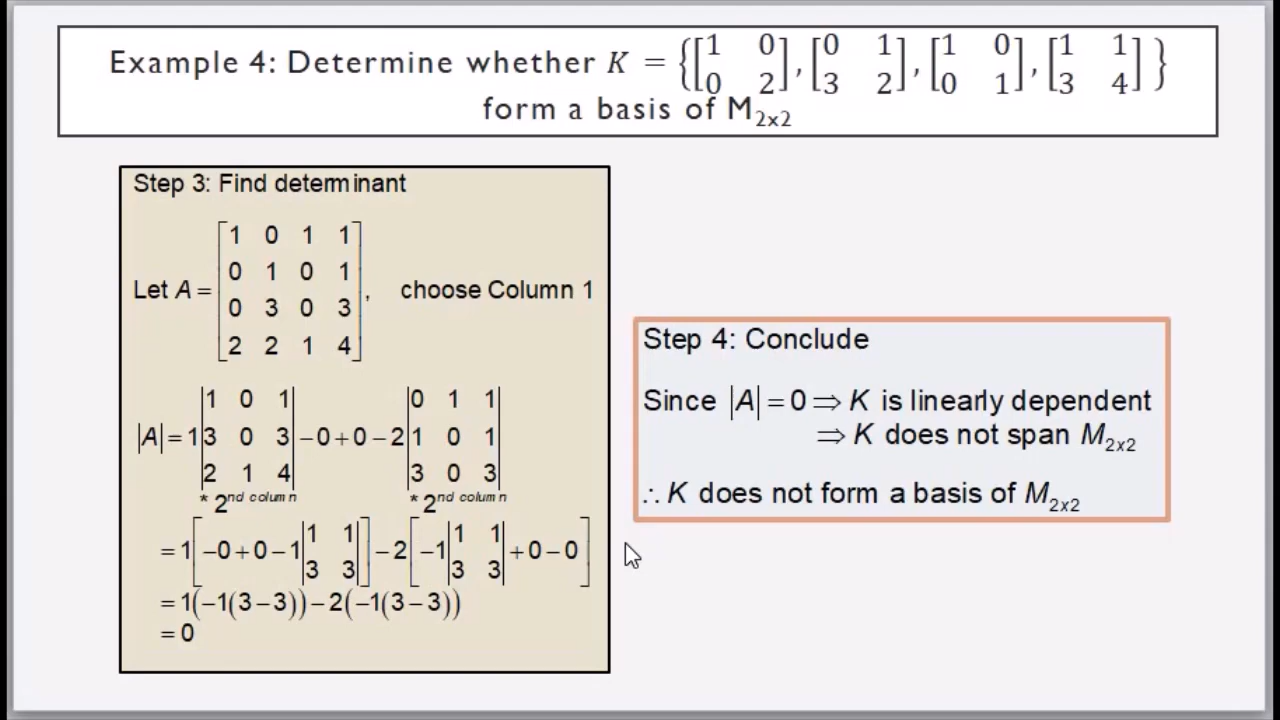 Example 4: Determine whether K = {[1 0; 0 2], [0 1; 3 2], [1 0; 0 1], [1 1; 3 4]}
form a basis of M₂ₓ₂
Step 3: Find determinant
Let A = [1 0 1 1; 0 1 0 1; 0 3 0 3; 2 2 1 4], choose Column 1
|A| = 1|1 0 1; 3 0 3; 2 1 4| − 0 + 0 − 2|0 1 1; 1 0 1; 3 0 3|
* 2nd column * 2nd column
= 1[−0 + 0 − 1|1 1; 3 3|] − 2[−1|1 1; 3 3| + 0 − 0]
= 1(−1(3 − 3)) − 2(−1(3 − 3))
= 0
Step 4: Conclude
Since |A| = 0 ⇒ K is linearly dependent
⇒ K does not span M₂ₓ₂
∴ K does not form a basis of M₂ₓ₂